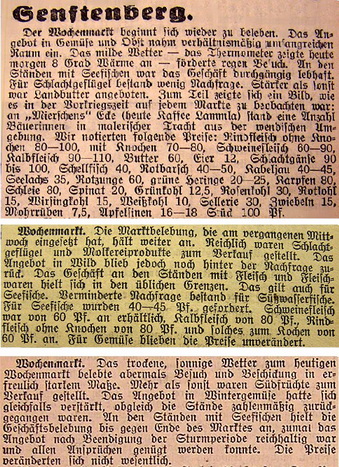 Senftenberg.
Der Wochenmarkt beginnt sich wieder zu beleben. Das An-
gebot in Gemüse und Obst nahm verhältnismäßig umfangreichen
Raum ein. Das milde Wetter — das Thermometer zeigte heute
morgen 8 Grad Wärme an — förderte regen Besuch. An den
Ständen mit Seefischen war das Geschäft durchgängig lebhaft.
Für Schlachtgeflügel bestand wenig Nachfrage. Stärker als sonst
war Landbutter angeboten. Zum Teil zeigte sich ein Bild, wie
es in der Vorkriegszeit auf jedem Markte zu beobachten war:
an „Mierschens" Ecke (heute Kaffee Lammla) stand eine Anzahl
Bäuerinnen in malerischer Tracht aus der wendischen Um-
gebung. Wir notierten folgende Preise: Rindfleisch ohne Kno-
chen 80—100, mit Knochen 70—80, Schweinefleisch 60—90,
Kalbfleisch 90—110, Butter 60, Eier 12, Schlachtgänse 90
bis 100, Schellfisch 40, Rotbarsch 40—50, Kabeljau 40—45,
Seelachs 35, Rotzunge 60, grüne Heringe 20—25, Karpfen 80,
Schleie 80, Spinat 20, Grünkohl 12,5, Rosenkohl 30, Rotkohl
15, Wirsingkohl 15, Weißkohl 10, Sellerie 30, Zwiebeln 15,
Mohrrüben 7,5, Apfelsinen 16—18 Stück 100 Pf.
Wochenmarkt. Die Marktbelebung, die am vergangenen Mitt-
woch eingesetzt hat, hält weiter an. Reichlich waren Schlacht-
geflügel und Molkereiprodukte zum Verkauf gestellt. Das
Angebot in Wild blieb jedoch noch hinter der Nachfrage zu-
rück. Das Geschäft an den Ständen mit Fleisch und Fleisch-
waren hielt sich in den üblichen Grenzen. Das gilt auch für
Seefische. Verminderte Nachfrage bestand für Süßwasserfische.
Für Seefische wurden 40—45 Pf. gefordert. Schweinefleisch
war von 60 Pf. an erhältlich, Kalbfleisch von 80 Pf., Rind-
fleisch ohne Knochen von 80 Pf. und solches zum Kochen von
60 Pf. an. Für Gemüse blieben die Preise unverändert.
Wochenmarkt. Das trockene, sonnige Wetter zum heutigen
Wochenmarkt belebte abermals Besuch und Beschickung in er-
freulich starkem Maße. Mehr als sonst waren Südfrüchte zum
Verkauf gestellt. Das Angebot in Wintergemüse hatte sich
gleichfalls verstärkt, obgleich die Stände zahlenmäßig zurück-
gegangen waren. An den Ständen mit Seefischen hielt die
Geschäftsbelebung bis gegen Ende des Marktes an, zumal das
Angebot nach Beendigung der Sturmperiode reichhaltig war
und allen Ansprüchen genügt werden konnte. Die Preise
veränderten sich nicht wesentlich.